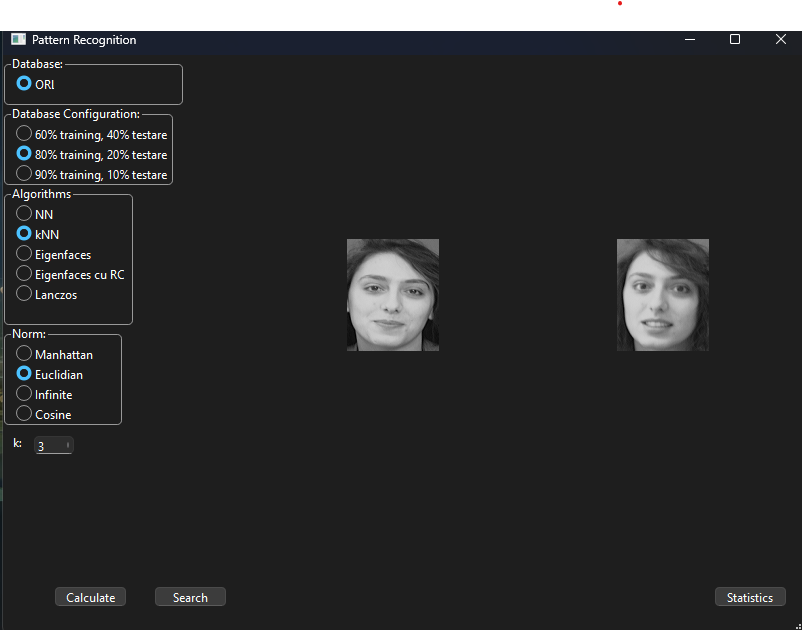 Pattern Recognition
Database:
ORL
Database Configuration:
60% training, 40% testare
80% training, 20% testare
90% training, 10% testare
Algorithms
NN
kNN
Eigenfaces
Eigenfaces cu RC
Lanczos
Norm:
Manhattan
Euclidian
Infinite
Cosine
k: 3
Calculate Search Statistics